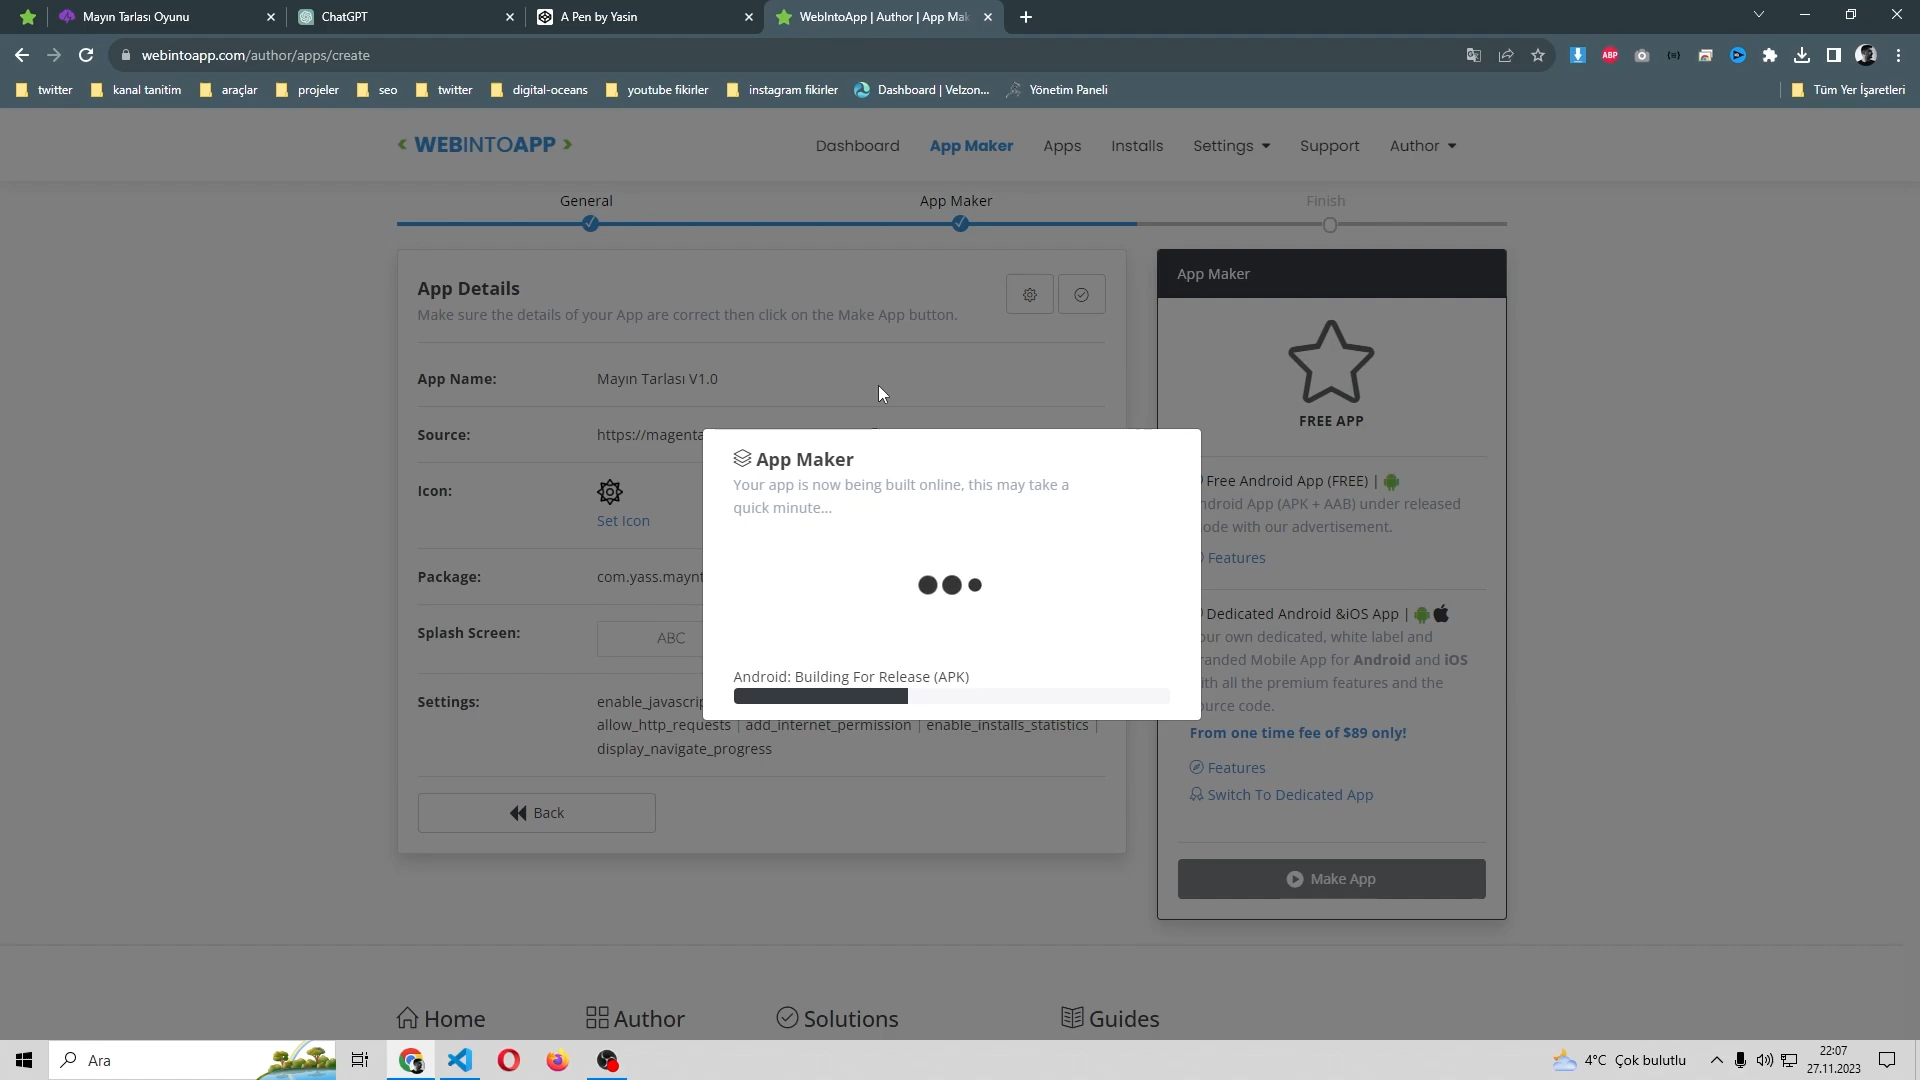 Mayın Tarlası Oyunu
ChatGPT
A Pen by Yasin
WebIntoApp | Author | App Mak
webintoapp.com/author/apps/create
twitter
kanal tanitim
araçlar
projeler
seo
twitter
digital-oceans
youtube fikirler
instagram fikirler
Dashboard | Velzon...
Yönetim Paneli
Tüm Yer İşaretleri
WEBINTOAPP
Dashboard
App Maker
Apps
Installs
Settings
Support
Author
General
App Maker
Finish
App Details
Make sure the details of your App are correct then click on the Make App button.
App Name:
Mayın Tarlası V1.0
Source:
https://magenta
Icon:
Set Icon
Package:
com.yass.maynt
Splash Screen:
ABC
Settings:
enable_javascrip
allow_http_requests | add_internet_permission | enable_installs_statistics |
display_navigate_progress
Back
App Maker
Your app is now being built online, this may take a
quick minute...
Android: Building For Release (APK)
App Maker
FREE APP
Free Android App (FREE) |
ndroid App (APK + AAB) under released
ode with our advertisement.
Features
Dedicated Android &iOS App |
our own dedicated, white label and
randed Mobile App for Android and iOS
ith all the premium features and the
ource code.
From one time fee of $89 only!
Features
Switch To Dedicated App
Make App
Home
Author
Solutions
Guides
Ara
4°C Çok bulutlu
22:07
27.11.2023